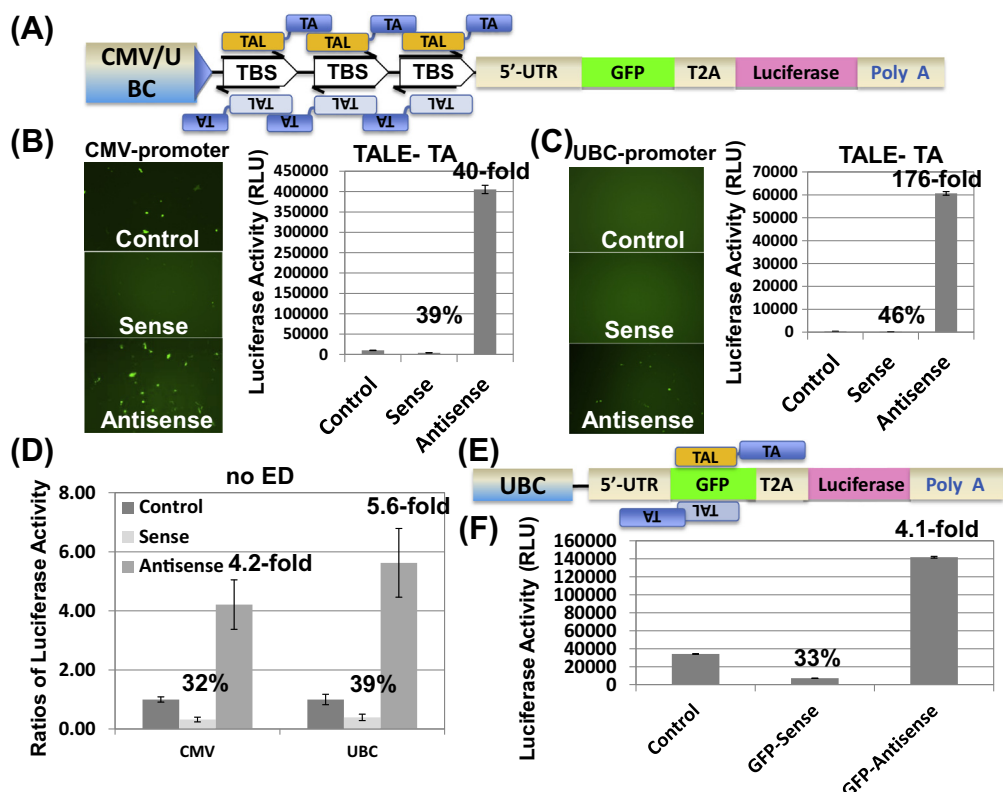 (A)
TA TA TA
TAL TAL TAL
CMV/U
BC
TBS TBS TBS
5'-UTR GFP T2A Luciferase Poly A
TAL TAL TAL
TA TA TA
(B)
CMV-promoter
Control
Sense
Antisense
TALE- TA
40-fold
Luciferase Activity (RLU)
450000
400000
350000
300000
250000
200000
150000
100000
50000
0
39%
Control
Sense
Antisense
(C)
UBC-promoter
Control
Sense
Antisense
TALE- TA
176-fold
Luciferase Activity (RLU)
70000
60000
50000
40000
30000
20000
10000
0
46%
Control
Sense
Antisense
(D)
no ED
Ratios of Luciferase Activity
8.00
6.00
4.00
2.00
0.00
Control
Sense
Antisense
4.2-fold
5.6-fold
32%
39%
CMV
UBC
(E)
TAL TA
UBC 5'-UTR GFP T2A Luciferase Poly A
TA TAL
(F)
4.1-fold
Luciferase Activity (RLU)
160000
140000
120000
100000
80000
60000
40000
20000
0
33%
Control
GFP-Sense
GFP-Antisense